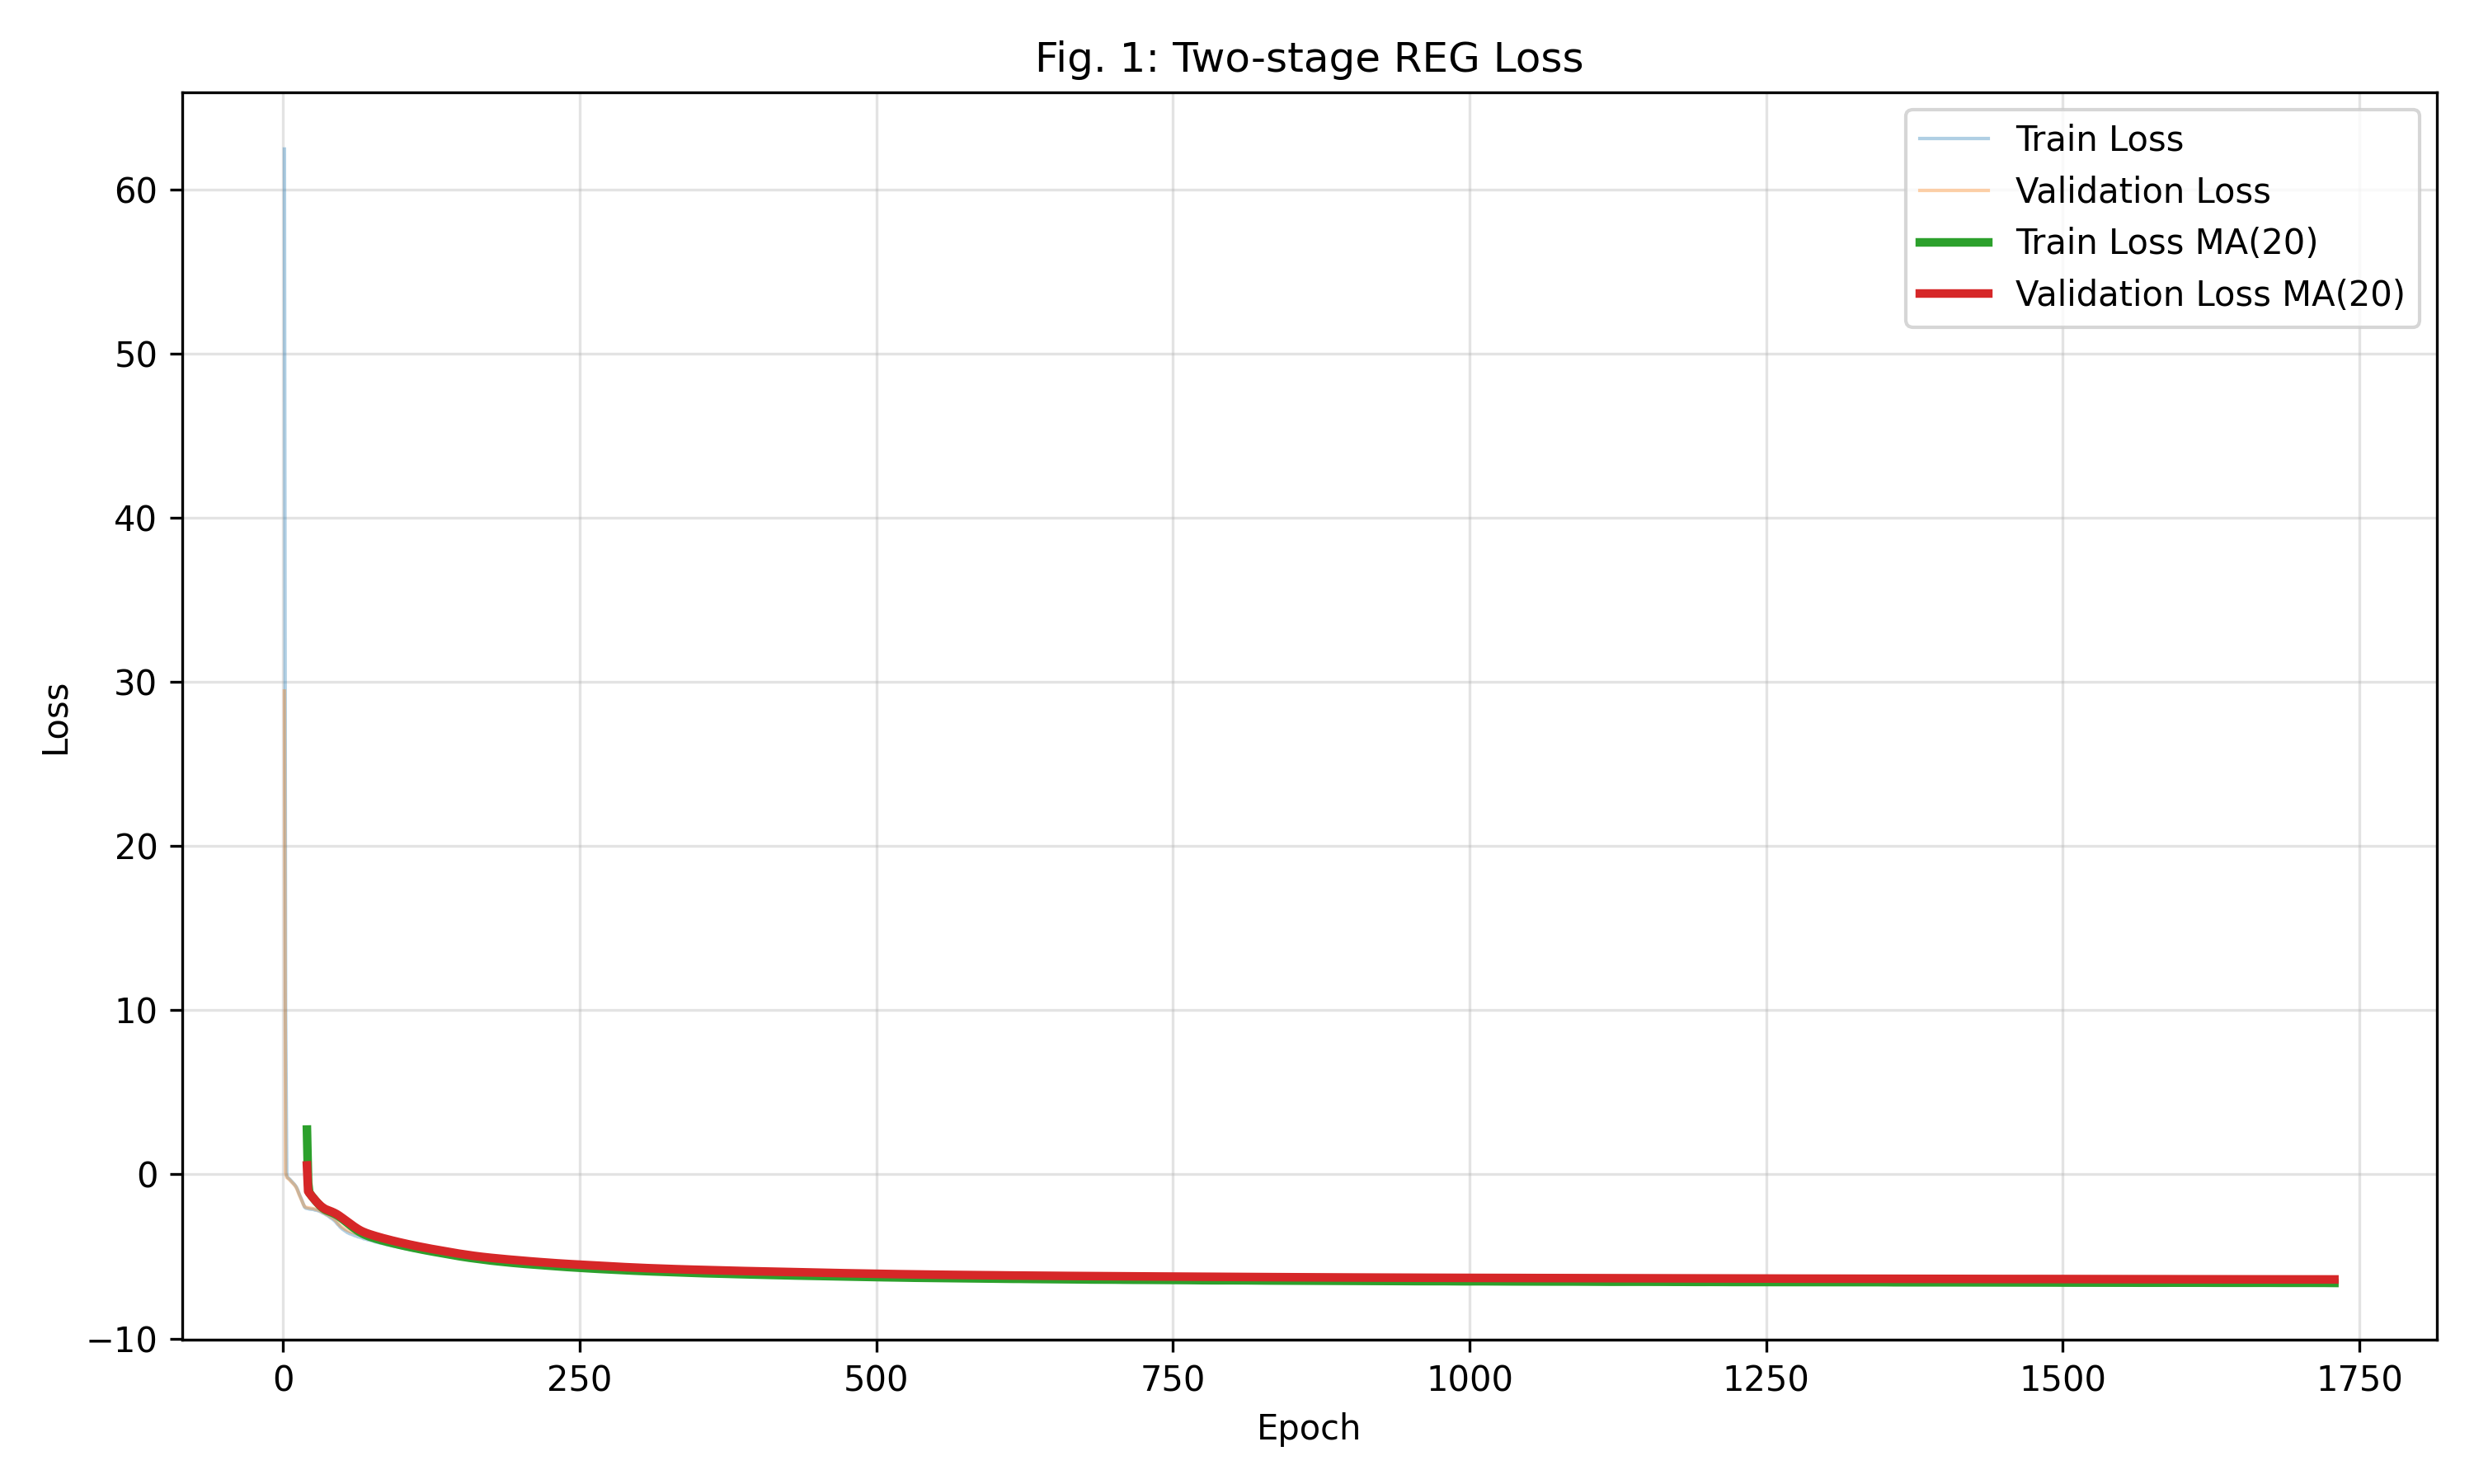 Fig. 1: Two-stage REG Loss
Train Loss
Validation Loss
Train Loss MA(20)
Validation Loss MA(20)
60
50
40
30
20
10
0
−10
Loss
0 250 500 750 1000 1250 1500 1750
Epoch